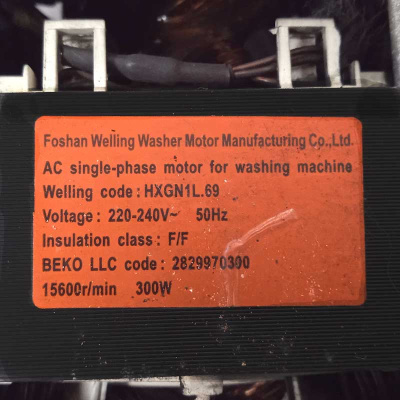 Foshan Welling Washer Motor Manufacturing Co.,Ltd.
AC single-phase motor for washing machine
Welling code : HXGN1L.69
Voltage : 220-240V~ 50Hz
Insulation class : F/F
BEKO LLC code : 2829970300
15600r/min 300W